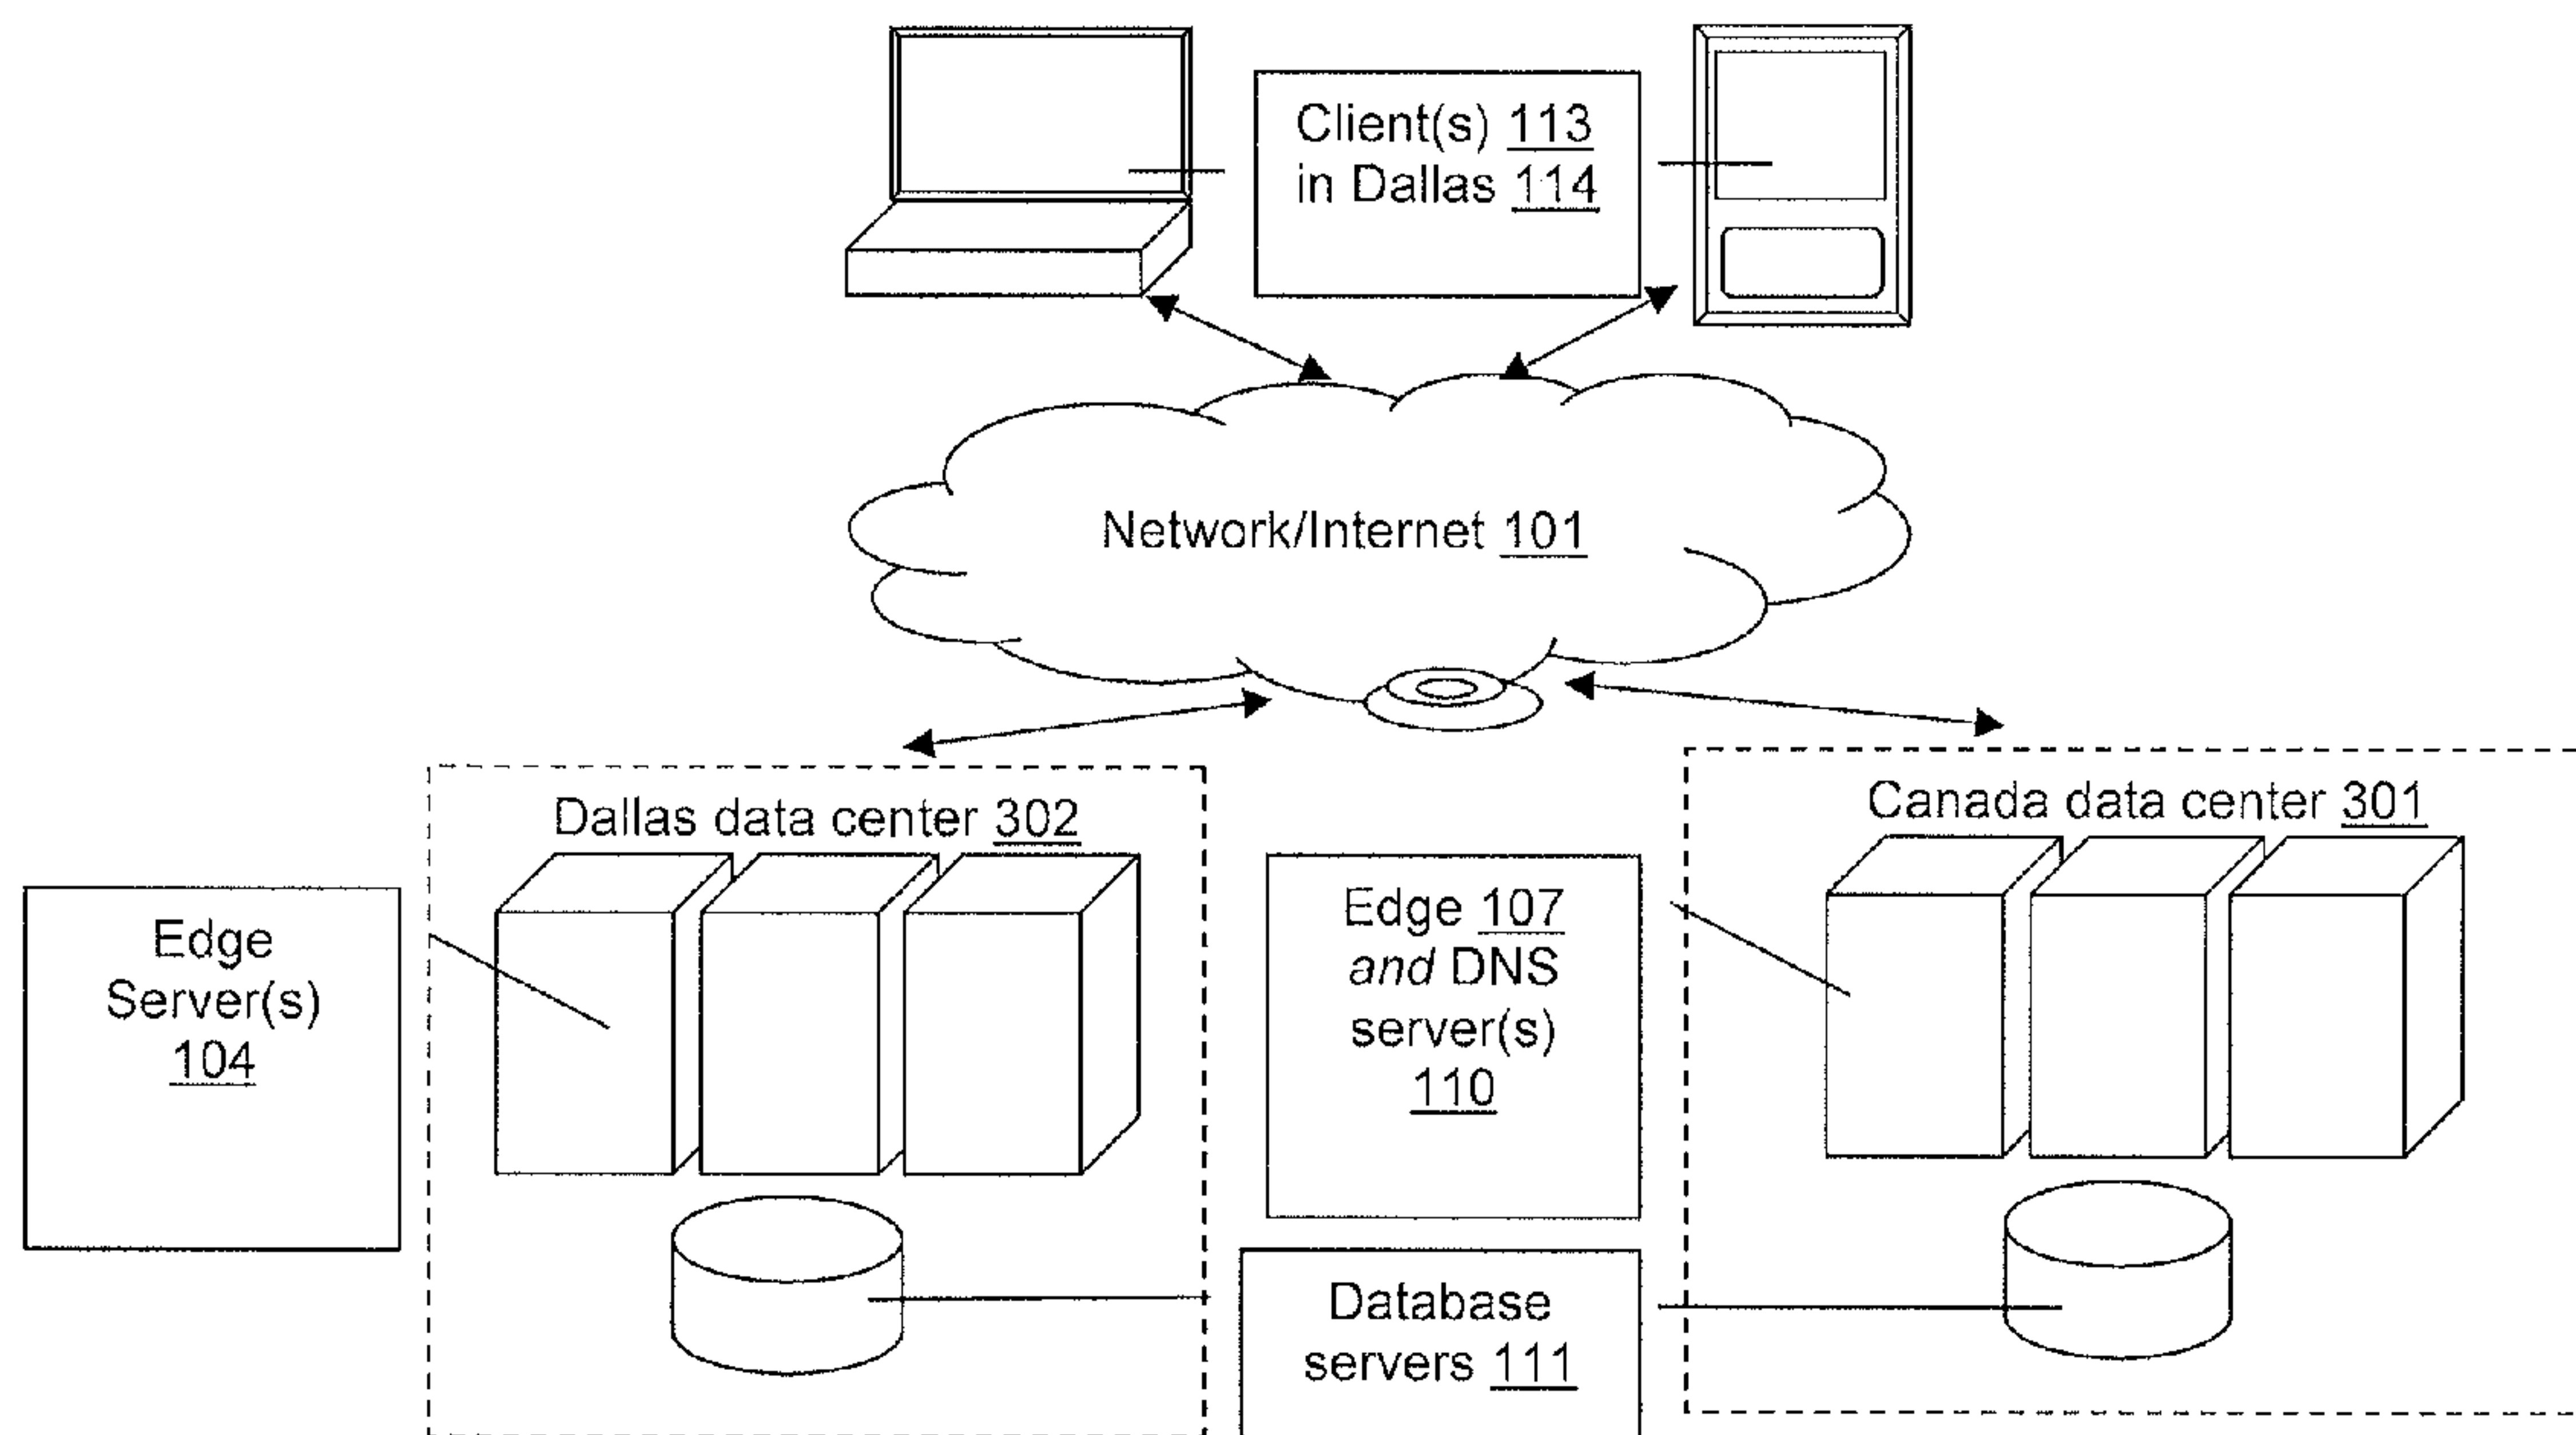 Client(s) 113
in Dallas 114
Network/Internet 101
Dallas data center 302
Canada data center 301
Edge
Server(s)
104
Edge 107
and DNS
server(s)
110
Database
servers 111